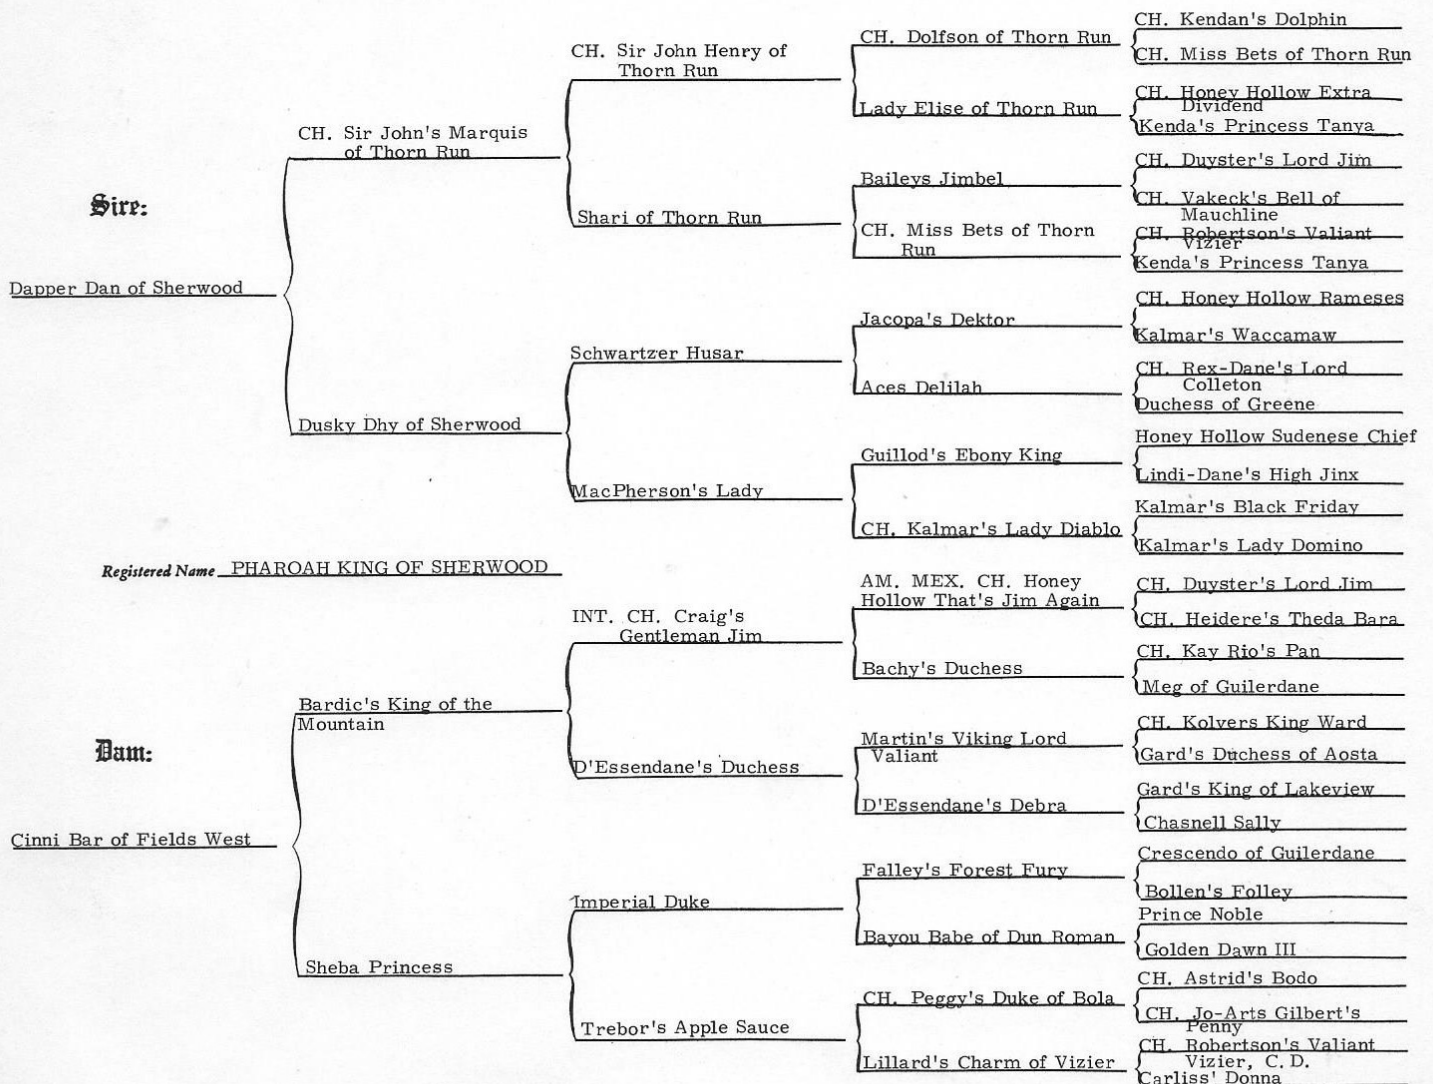 CH. Kendan's Dolphin
CH. Dolfson of Thorn Run
CH. Sir John Henry of
Thorn Run
CH. Miss Bets of Thorn Run
CH. Honey Hollow Extra
Dividend
Lady Elise of Thorn Run
Kenda's Princess Tanya
CH. Sir John's Marquis
of Thorn Run
CH. Duyster's Lord Jim
Baileys Jimbel
CH. Vakeck's Bell of
Mauchline
Sire:
Shari of Thorn Run
CH. Miss Bets of Thorn
Run
CH. Robertson's Valiant
Vizier
Kenda's Princess Tanya
Dapper Dan of Sherwood
CH. Honey Hollow Rameses
Jacopa's Dektor
Kalmar's Waccamaw
Schwartzer Husar
CH. Rex-Dane's Lord
Colleton
Aces Delilah
Duchess of Greene
Dusky Dhy of Sherwood
Honey Hollow Sudenese Chief
Guillod's Ebony King
Lindi-Dane's High Jinx
MacPherson's Lady
Kalmar's Black Friday
CH. Kalmar's Lady Diablo
Kalmar's Lady Domino
Registered Name PHAROAH KING OF SHERWOOD
AM. MEX. CH. Honey
Hollow That's Jim Again
CH. Duyster's Lord Jim
INT. CH. Craig's
Gentleman Jim
CH. Heidere's Theda Bara
CH. Kay Rio's Pan
Bachy's Duchess
Meg of Guilerdane
Bardic's King of the
Mountain
CH. Kolvers King Ward
Martin's Viking Lord
Valiant
Gard's Duchess of Aosta
Dam:
D'Essendane's Duchess
Gard's King of Lakeview
D'Essendane's Debra
Chasnell Sally
Cinni Bar of Fields West
Crescendo of Guilerdane
Falley's Forest Fury
Bollen's Folley
Imperial Duke
Prince Noble
Bayou Babe of Dun Roman
Golden Dawn III
Sheba Princess
CH. Astrid's Bodo
CH. Peggy's Duke of Bola
CH. Jo-Arts Gilbert's
Penny
Trebor's Apple Sauce
CH. Robertson's Valiant
Vizier, C. D.
Lillard's Charm of Vizier
Carliss' Donna